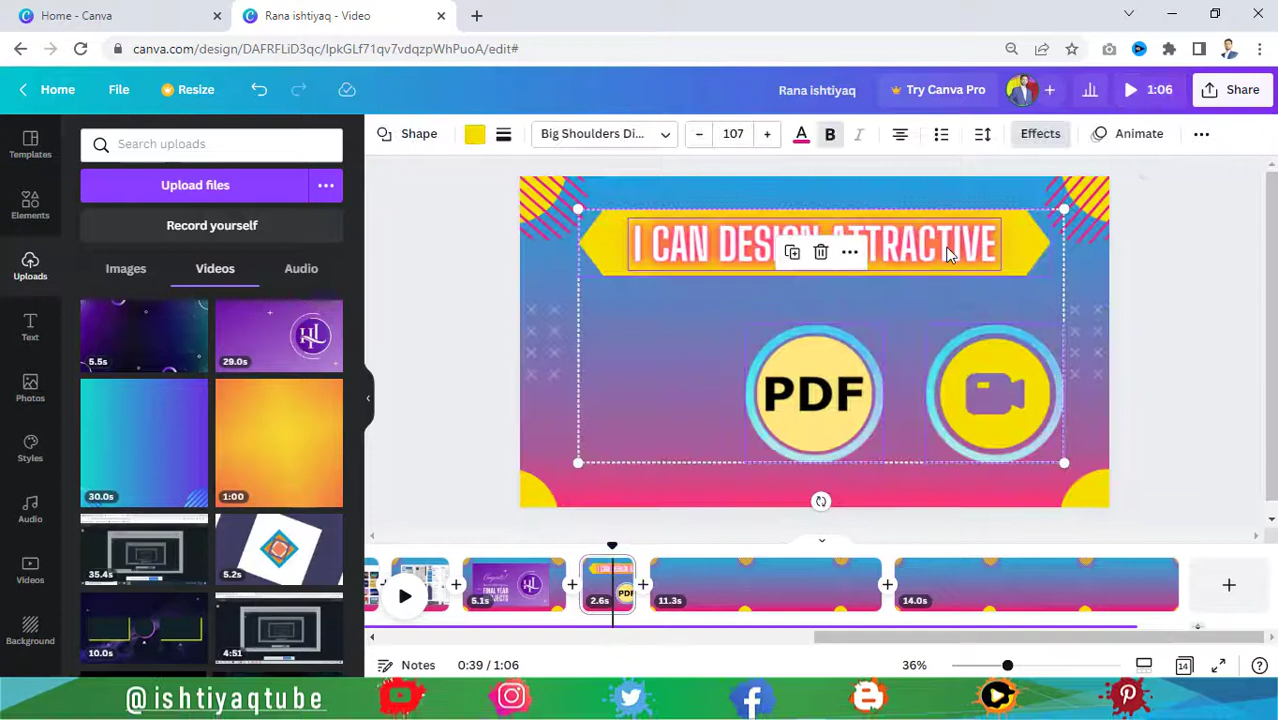 Home - Canva
Rana ishtiyaq - Video
canva.com/design/DAFRFLiD3qc/IpkGLf71qv7vdqzpWhPuoA/edit#
Home
File
Resize
Rana ishtiyaq
Try Canva Pro
1:06
Share
Templates
Elements
Uploads
Text
Photos
Styles
Audio
Videos
Background
Search uploads
Upload files
Record yourself
Images
Videos
Audio
5.5s
29.0s
30.0s
1:00
35.4s
5.2s
10.0s
4:51
Shape
Big Shoulders Di...
107
A
B
I
Effects
Animate
I CAN DESIGN ATTRACTIVE
PDF
5.1s
FINAL YEAR
PROJECTS
2.6s
11.3s
14.0s
Notes
0:39 / 1:06
36%
14
@ishtiyaqtube